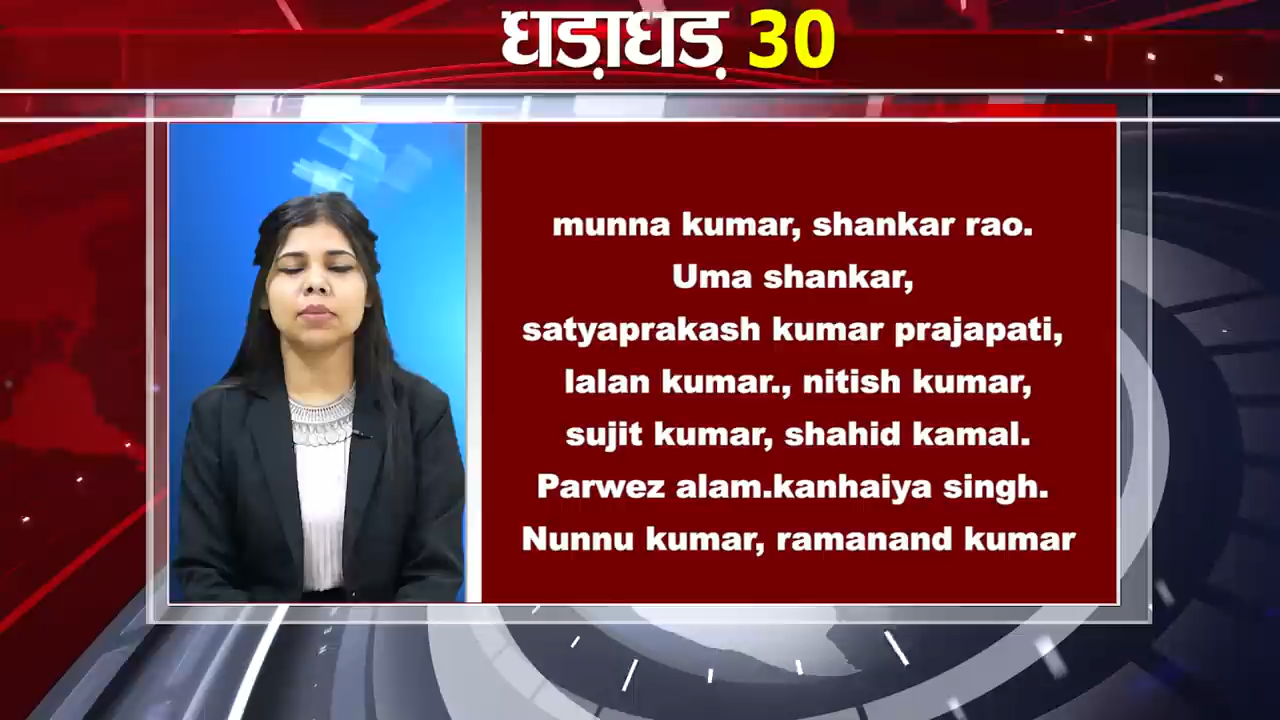 धड़ाधड़ 30
munna kumar, shankar rao.
Uma shankar,
satyaprakash kumar prajapati,
lalan kumar., nitish kumar,
sujit kumar, shahid kamal.
Parwez alam.kanhaiya singh.
Nunnu kumar, ramanand kumar